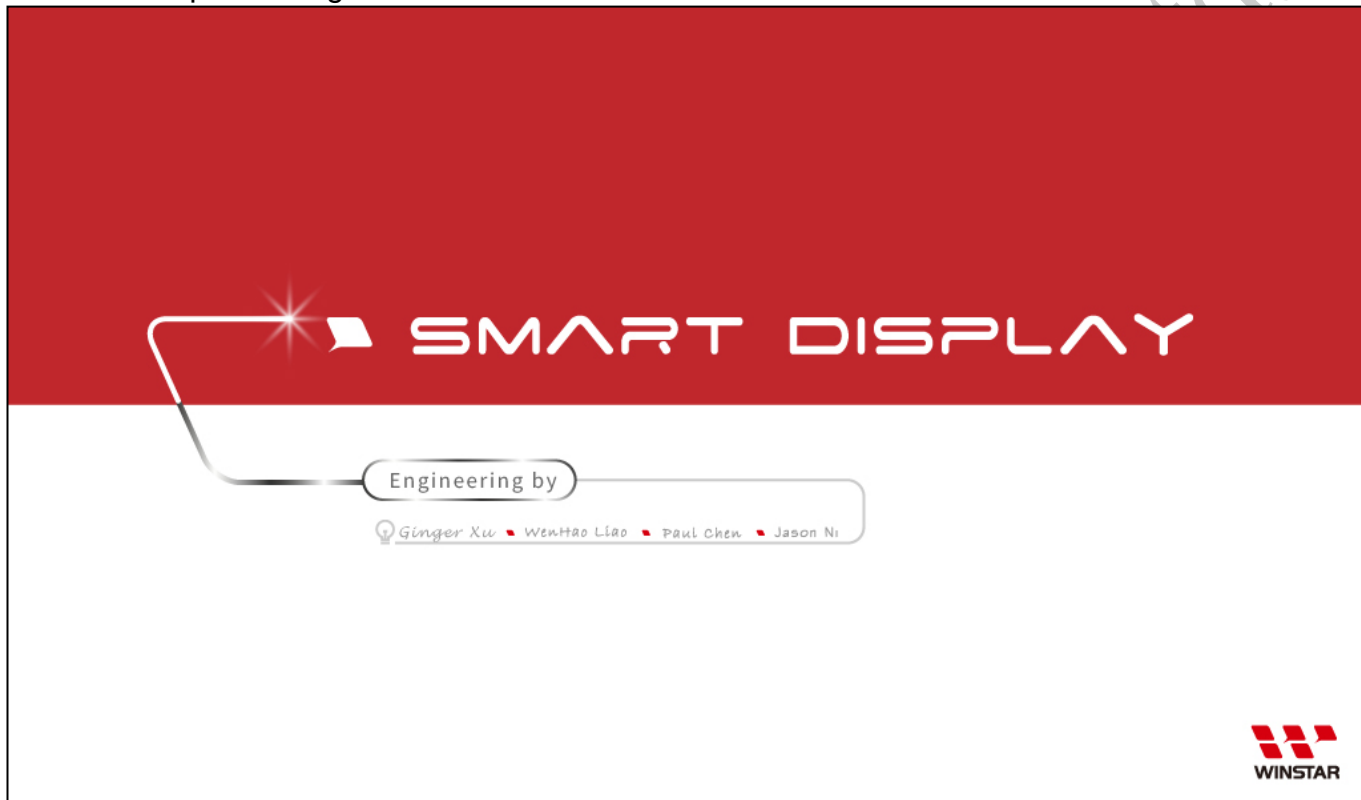 SMART DISPLAY
Engineering by
Ginger Xu ▪ WenHao Liao ▪ Paul Chen ▪ Jason Ni
WINSTAR